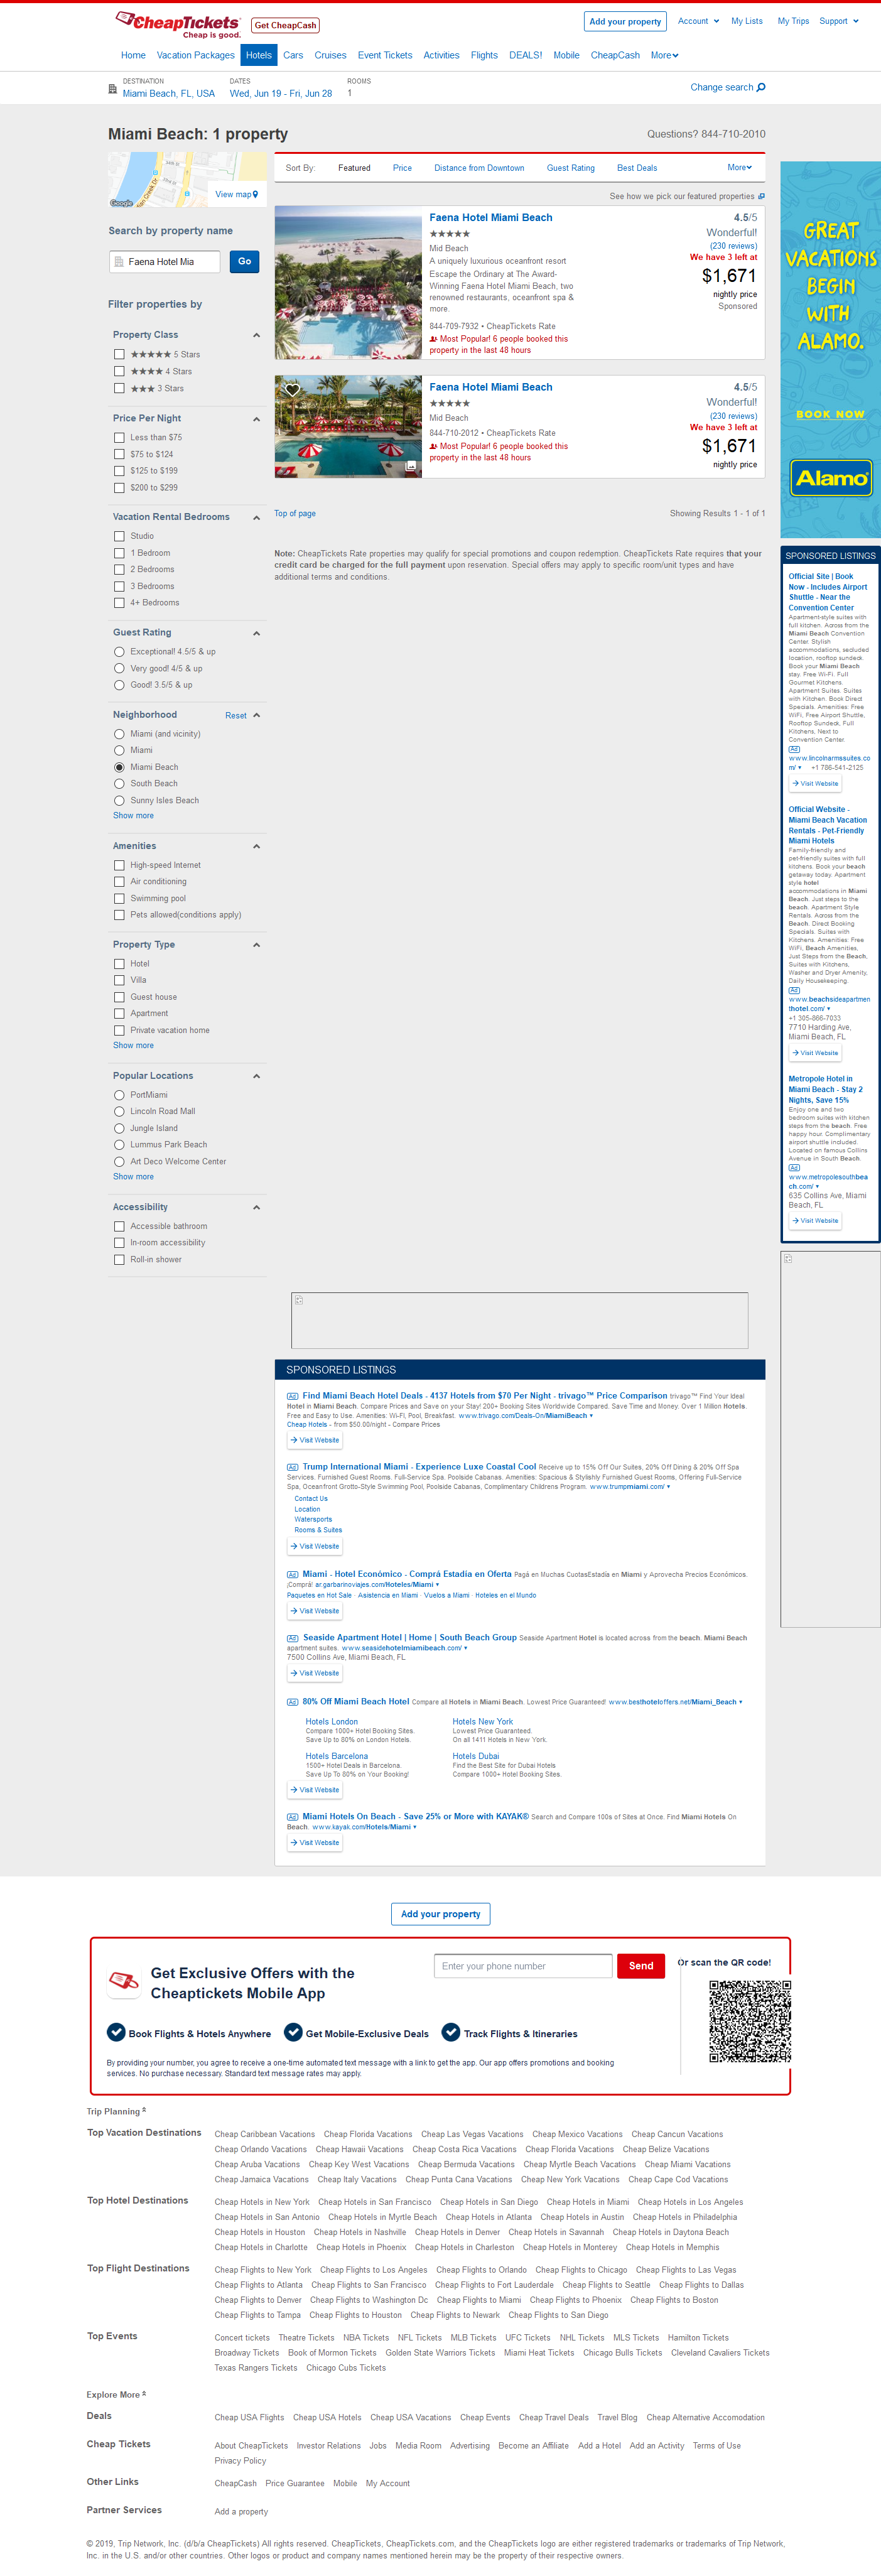 CheapTickets
Cheap is good.
Get CheapCash
Add your property
Account
My Lists
My Trips
Support
Home
Vacation Packages
Hotels
Cars
Cruises
Event Tickets
Activities
Flights
DEALS!
Mobile
CheapCash
More
DESTINATION
Miami Beach, FL, USA
DATES
Wed, Jun 19 - Fri, Jun 28
ROOMS
1
Change search
Miami Beach: 1 property
Questions? 844-710-2010
Google
View map
Search by property name
Faena Hotel Mia
Go
Filter properties by
Property Class
5 Stars
4 Stars
3 Stars
Price Per Night
Less than $75
$75 to $124
$125 to $199
$200 to $299
Vacation Rental Bedrooms
Studio
1 Bedroom
2 Bedrooms
3 Bedrooms
4+ Bedrooms
Guest Rating
Exceptional! 4.5/5 & up
Very good! 4/5 & up
Good! 3.5/5 & up
Neighborhood
Reset
Miami (and vicinity)
Miami
Miami Beach
South Beach
Sunny Isles Beach
Show more
Amenities
High-speed Internet
Air conditioning
Swimming pool
Pets allowed(conditions apply)
Property Type
Hotel
Villa
Guest house
Apartment
Private vacation home
Show more
Popular Locations
PortMiami
Lincoln Road Mall
Jungle Island
Lummus Park Beach
Art Deco Welcome Center
Show more
Accessibility
Accessible bathroom
In-room accessibility
Roll-in shower
Sort By:
Featured
Price
Distance from Downtown
Guest Rating
Best Deals
More
See how we pick our featured properties
Faena Hotel Miami Beach
Mid Beach
A uniquely luxurious oceanfront resort
Escape the Ordinary at The Award-
Winning Faena Hotel Miami Beach, two
renowned restaurants, oceanfront spa &
more.
844-709-7932 • CheapTickets Rate
Most Popular! 6 people booked this
property in the last 48 hours
4.5/5
Wonderful!
(230 reviews)
We have 3 left at
$1,671
nightly price
Sponsored
Faena Hotel Miami Beach
Mid Beach
844-710-2012 • CheapTickets Rate
Most Popular! 6 people booked this
property in the last 48 hours
4.5/5
Wonderful!
(230 reviews)
We have 3 left at
$1,671
nightly price
Top of page
Showing Results 1 - 1 of 1
Note: CheapTickets Rate properties may qualify for special promotions and coupon redemption. CheapTickets Rate requires that your
credit card be charged for the full payment upon reservation. Special offers may apply to specific room/unit types and have
additional terms and conditions.
GREAT
VACATIONS
BEGIN
WITH
ALAMO.
BOOK NOW
Alamo
SPONSORED LISTINGS
Official Site | Book
Now - Includes Airport
Shuttle - Near the
Convention Center
Apartment-style suites with
full kitchen. Across from the
Miami Beach Convention
Center. Stylish
accommodations, secluded
location, rooftop sundeck.
Book your Miami Beach
stay. Free Wi-Fi. Full
Gourmet Kitchens.
Apartment Suites. Suites
with Kitchen. Book Direct
Specials. Amenities: Free
WiFi, Free Airport Shuttle,
Rooftop Sundeck, Full
Kitchens, Next to
Convention Center.
Ad
www.lincolnarmssuites.co
m/ +1 786-541-2125
Visit Website
Official Website -
Miami Beach Vacation
Rentals - Pet-Friendly
Miami Hotels
Family-friendly and
pet-friendly suites with full
kitchens. Book your beach
getaway today. Apartment
style hotel
accommodations in Miami
Beach. Just steps to the
beach. Apartment Style
Rentals. Across from the
Beach. Direct Booking
Specials. Suites with
Kitchens. Amenities: Free
WiFi, Beach Amenities,
Just Steps from the Beach,
Suites with Kitchens,
Washer and Dryer Amenity,
Daily Housekeeping
Ad
www.beachsideapartmen
thotel.com/
+1 305-866-7033
7710 Harding Ave,
Miami Beach, FL
Visit Website
Metropole Hotel in
Miami Beach - Stay 2
Nights, Save 15%
Enjoy one and two
bedroom suites with kitchen
steps from the beach. Free
happy hour. Complimentary
airport shuttle included.
Located on famous Collins
Avenue in South Beach.
Ad
www.metropolesouthbea
ch.com/
635 Collins Ave, Miami
Beach, FL
Visit Website
SPONSORED LISTINGS
Ad Find Miami Beach Hotel Deals - 4137 Hotels from $70 Per Night - trivago™ Price Comparison trivago™ Find Your Ideal
Hotel in Miami Beach. Compare Prices and Save on your Stay! 200+ Booking Sites Worldwide Compared. Save Time and Money. Over 1 Million Hotels.
Free and Easy to Use. Amenities: Wi-Fi, Pool, Breakfast. www.trivago.com/Deals-On/MiamiBeach
Cheap Hotels - from $50.00/night - Compare Prices
Visit Website
Ad Trump International Miami - Experience Luxe Coastal Cool Receive up to 15% Off Our Suites, 20% Off Dining & 20% Off Spa
Services. Furnished Guest Rooms. Full-Service Spa. Poolside Cabanas. Amenities: Spacious & Stylishly Furnished Guest Rooms, Offering Full-Service
Spa, Oceanfront Grotto-Style Swimming Pool, Poolside Cabanas, Complimentary Childrens Program. www.trumpmiami.com/
Contact Us
Location
Watersports
Rooms & Suites
Visit Website
Ad Miami - Hotel Económico - Comprá Estadia en Oferta Pagá en Muchas CuotasEstadía en Miami y Aprovecha Precios Económicos.
¡Comprá! ar.garbarinoviajes.com/Hoteles/Miami
Paquetes en Hot Sale · Asistencia en Miami · Vuelos a Miami · Hoteles en el Mundo
Visit Website
Ad Seaside Apartment Hotel | Home | South Beach Group Seaside Apartment Hotel is located across from the beach. Miami Beach
apartment suites. www.seasidehotelmiamibeach.com/
7500 Collins Ave, Miami Beach, FL
Visit Website
Ad 80% Off Miami Beach Hotel Compare all Hotels in Miami Beach. Lowest Price Guaranteed! www.besthoteloffers.net/Miami_Beach
Hotels London
Compare 1000+ Hotel Booking Sites.
Save Up to 80% on London Hotels.
Hotels New York
Lowest Price Guaranteed.
On all 1411 Hotels in New York.
Hotels Barcelona
1500+ Hotel Deals in Barcelona.
Save Up To 80% on Your Booking!
Hotels Dubai
Find the Best Site for Dubai Hotels
Compare 1000+ Hotel Booking Sites.
Visit Website
Ad Miami Hotels On Beach - Save 25% or More with KAYAK® Search and Compare 100s of Sites at Once. Find Miami Hotels On
Beach. www.kayak.com/Hotels/Miami
Visit Website
Add your property
Get Exclusive Offers with the
Cheaptickets Mobile App
Enter your phone number
Send
Or scan the QR code!
Book Flights & Hotels Anywhere
Get Mobile-Exclusive Deals
Track Flights & Itineraries
By providing your number, you agree to receive a one-time automated text message with a link to get the app. Our app offers promotions and booking
services. No purchase necessary. Standard text message rates may apply.
Trip Planning
Top Vacation Destinations
Cheap Caribbean Vacations Cheap Florida Vacations Cheap Las Vegas Vacations Cheap Mexico Vacations Cheap Cancun Vacations
Cheap Orlando Vacations Cheap Hawaii Vacations Cheap Costa Rica Vacations Cheap Florida Vacations Cheap Belize Vacations
Cheap Aruba Vacations Cheap Key West Vacations Cheap Bermuda Vacations Cheap Myrtle Beach Vacations Cheap Miami Vacations
Cheap Jamaica Vacations Cheap Italy Vacations Cheap Punta Cana Vacations Cheap New York Vacations Cheap Cape Cod Vacations
Top Hotel Destinations
Cheap Hotels in New York Cheap Hotels in San Francisco Cheap Hotels in San Diego Cheap Hotels in Miami Cheap Hotels in Los Angeles
Cheap Hotels in San Antonio Cheap Hotels in Myrtle Beach Cheap Hotels in Atlanta Cheap Hotels in Austin Cheap Hotels in Philadelphia
Cheap Hotels in Houston Cheap Hotels in Nashville Cheap Hotels in Denver Cheap Hotels in Savannah Cheap Hotels in Daytona Beach
Cheap Hotels in Charlotte Cheap Hotels in Phoenix Cheap Hotels in Charleston Cheap Hotels in Monterey Cheap Hotels in Memphis
Top Flight Destinations
Cheap Flights to New York Cheap Flights to Los Angeles Cheap Flights to Orlando Cheap Flights to Chicago Cheap Flights to Las Vegas
Cheap Flights to Atlanta Cheap Flights to San Francisco Cheap Flights to Fort Lauderdale Cheap Flights to Seattle Cheap Flights to Dallas
Cheap Flights to Denver Cheap Flights to Washington Dc Cheap Flights to Miami Cheap Flights to Phoenix Cheap Flights to Boston
Cheap Flights to Tampa Cheap Flights to Houston Cheap Flights to Newark Cheap Flights to San Diego
Top Events
Concert tickets Theatre Tickets NBA Tickets NFL Tickets MLB Tickets UFC Tickets NHL Tickets MLS Tickets Hamilton Tickets
Broadway Tickets Book of Mormon Tickets Golden State Warriors Tickets Miami Heat Tickets Chicago Bulls Tickets Cleveland Cavaliers Tickets
Texas Rangers Tickets Chicago Cubs Tickets
Explore More
Deals
Cheap USA Flights Cheap USA Hotels Cheap USA Vacations Cheap Events Cheap Travel Deals Travel Blog Cheap Alternative Accomodation
Cheap Tickets
About CheapTickets Investor Relations Jobs Media Room Advertising Become an Affiliate Add a Hotel Add an Activity Terms of Use
Privacy Policy
Other Links
CheapCash Price Guarantee Mobile My Account
Partner Services
Add a property
© 2019, Trip Network, Inc. (d/b/a CheapTickets) All rights reserved. CheapTickets, CheapTickets.com, and the CheapTickets logo are either registered trademarks or trademarks of Trip Network,
Inc. in the U.S. and/or other countries. Other logos or product and company names mentioned herein may be the property of their respective owners.